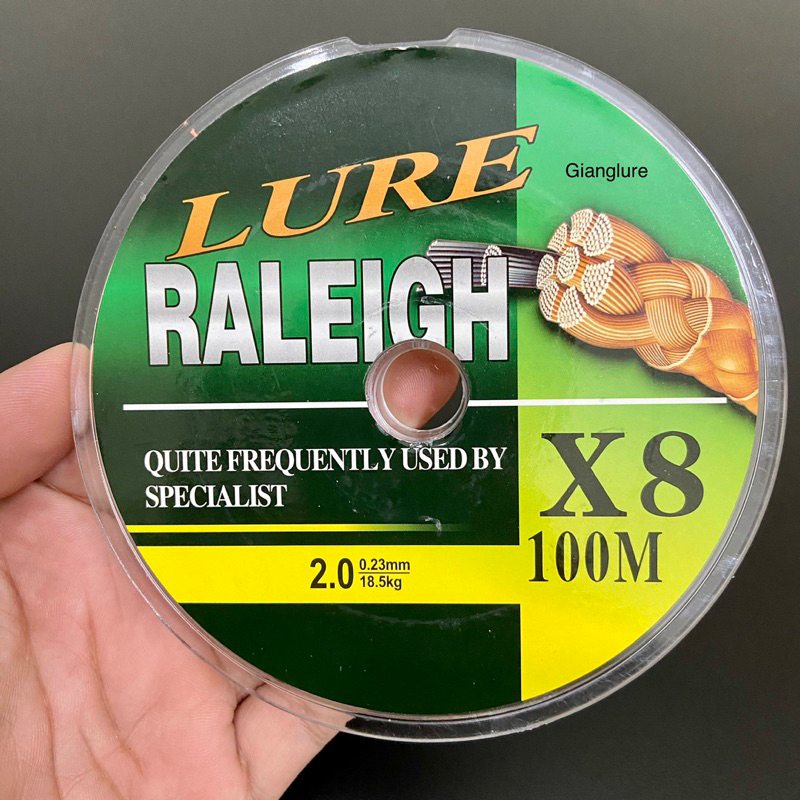 LURE
Gianglure
RALEIGH
QUITE FREQUENTLY USED BY
SPECIALIST
X8
100M
2.0 0.23mm
18.5kg